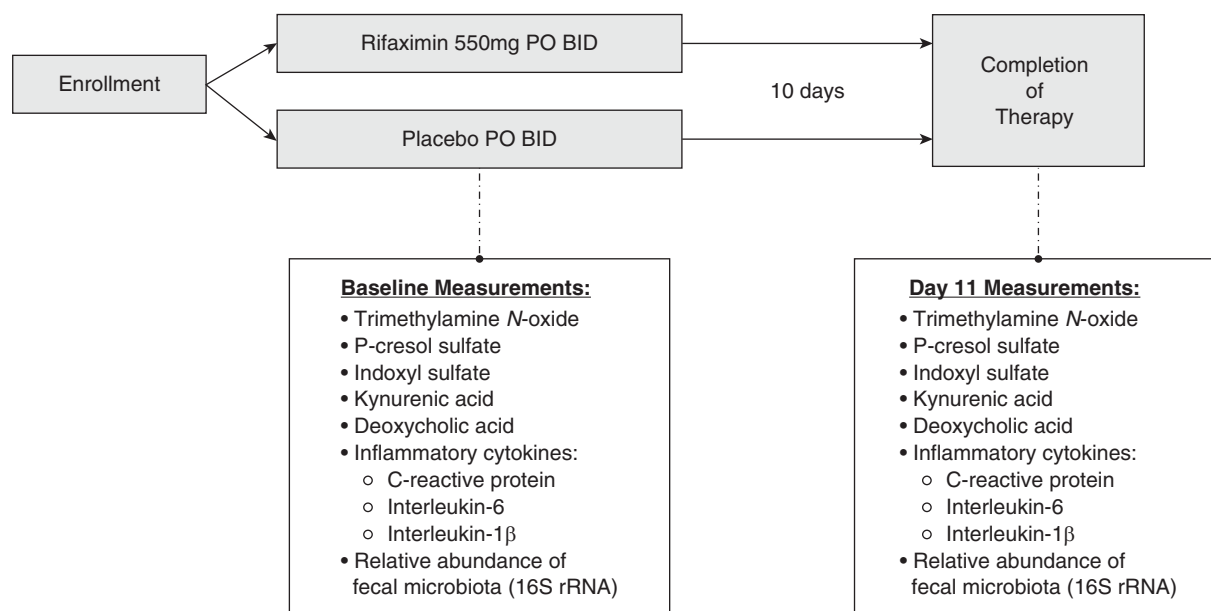 Enrollment
Rifaximin 550mg PO BID
Placebo PO BID
10 days
Completion
of
Therapy
Baseline Measurements:
• Trimethylamine N-oxide
• P-cresol sulfate
• Indoxyl sulfate
• Kynurenic acid
• Deoxycholic acid
• Inflammatory cytokines:
○ C-reactive protein
○ Interleukin-6
○ Interleukin-1β
• Relative abundance of
fecal microbiota (16S rRNA)
Day 11 Measurements:
• Trimethylamine N-oxide
• P-cresol sulfate
• Indoxyl sulfate
• Kynurenic acid
• Deoxycholic acid
• Inflammatory cytokines:
○ C-reactive protein
○ Interleukin-6
○ Interleukin-1β
• Relative abundance of
fecal microbiota (16S rRNA)